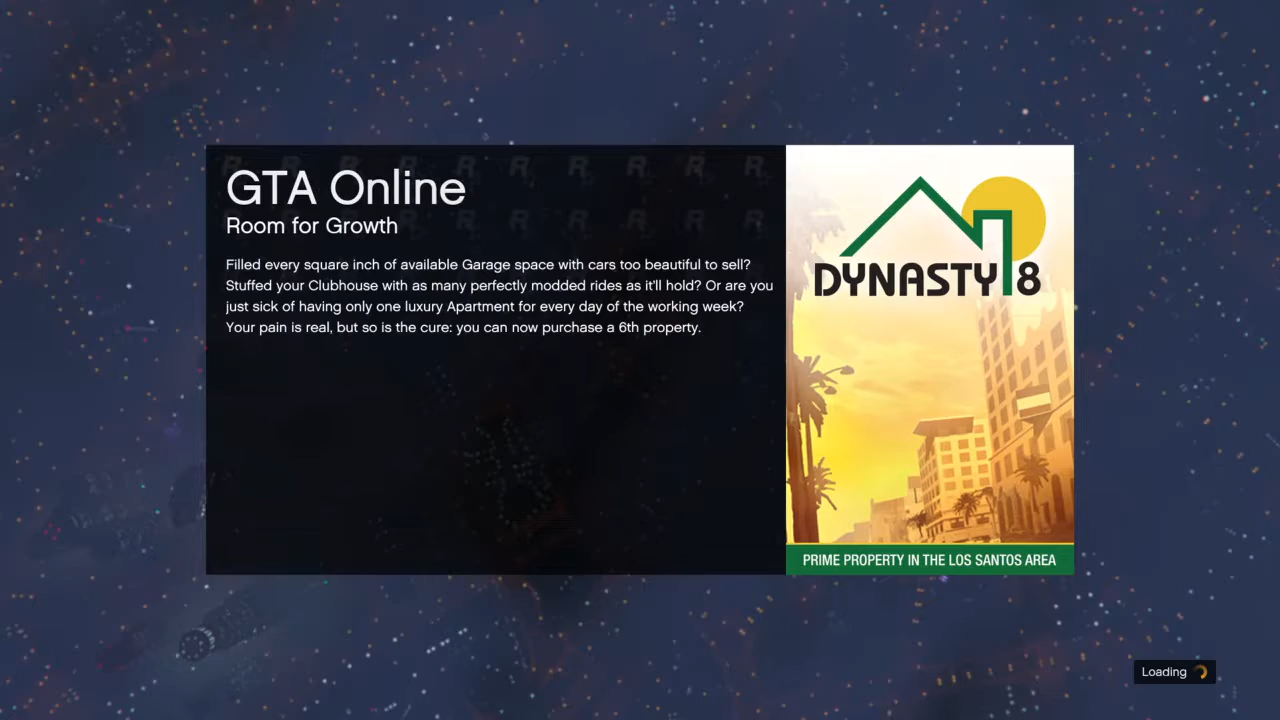 GTA Online
Room for Growth
Filled every square inch of available Garage space with cars too beautiful to sell?
Stuffed your Clubhouse with as many perfectly modded rides as it'll hold? Or are you
just sick of having only one luxury Apartment for every day of the working week?
Your pain is real, but so is the cure: you can now purchase a 6th property.
DYNASTY 8
PRIME PROPERTY IN THE LOS SANTOS AREA
Loading